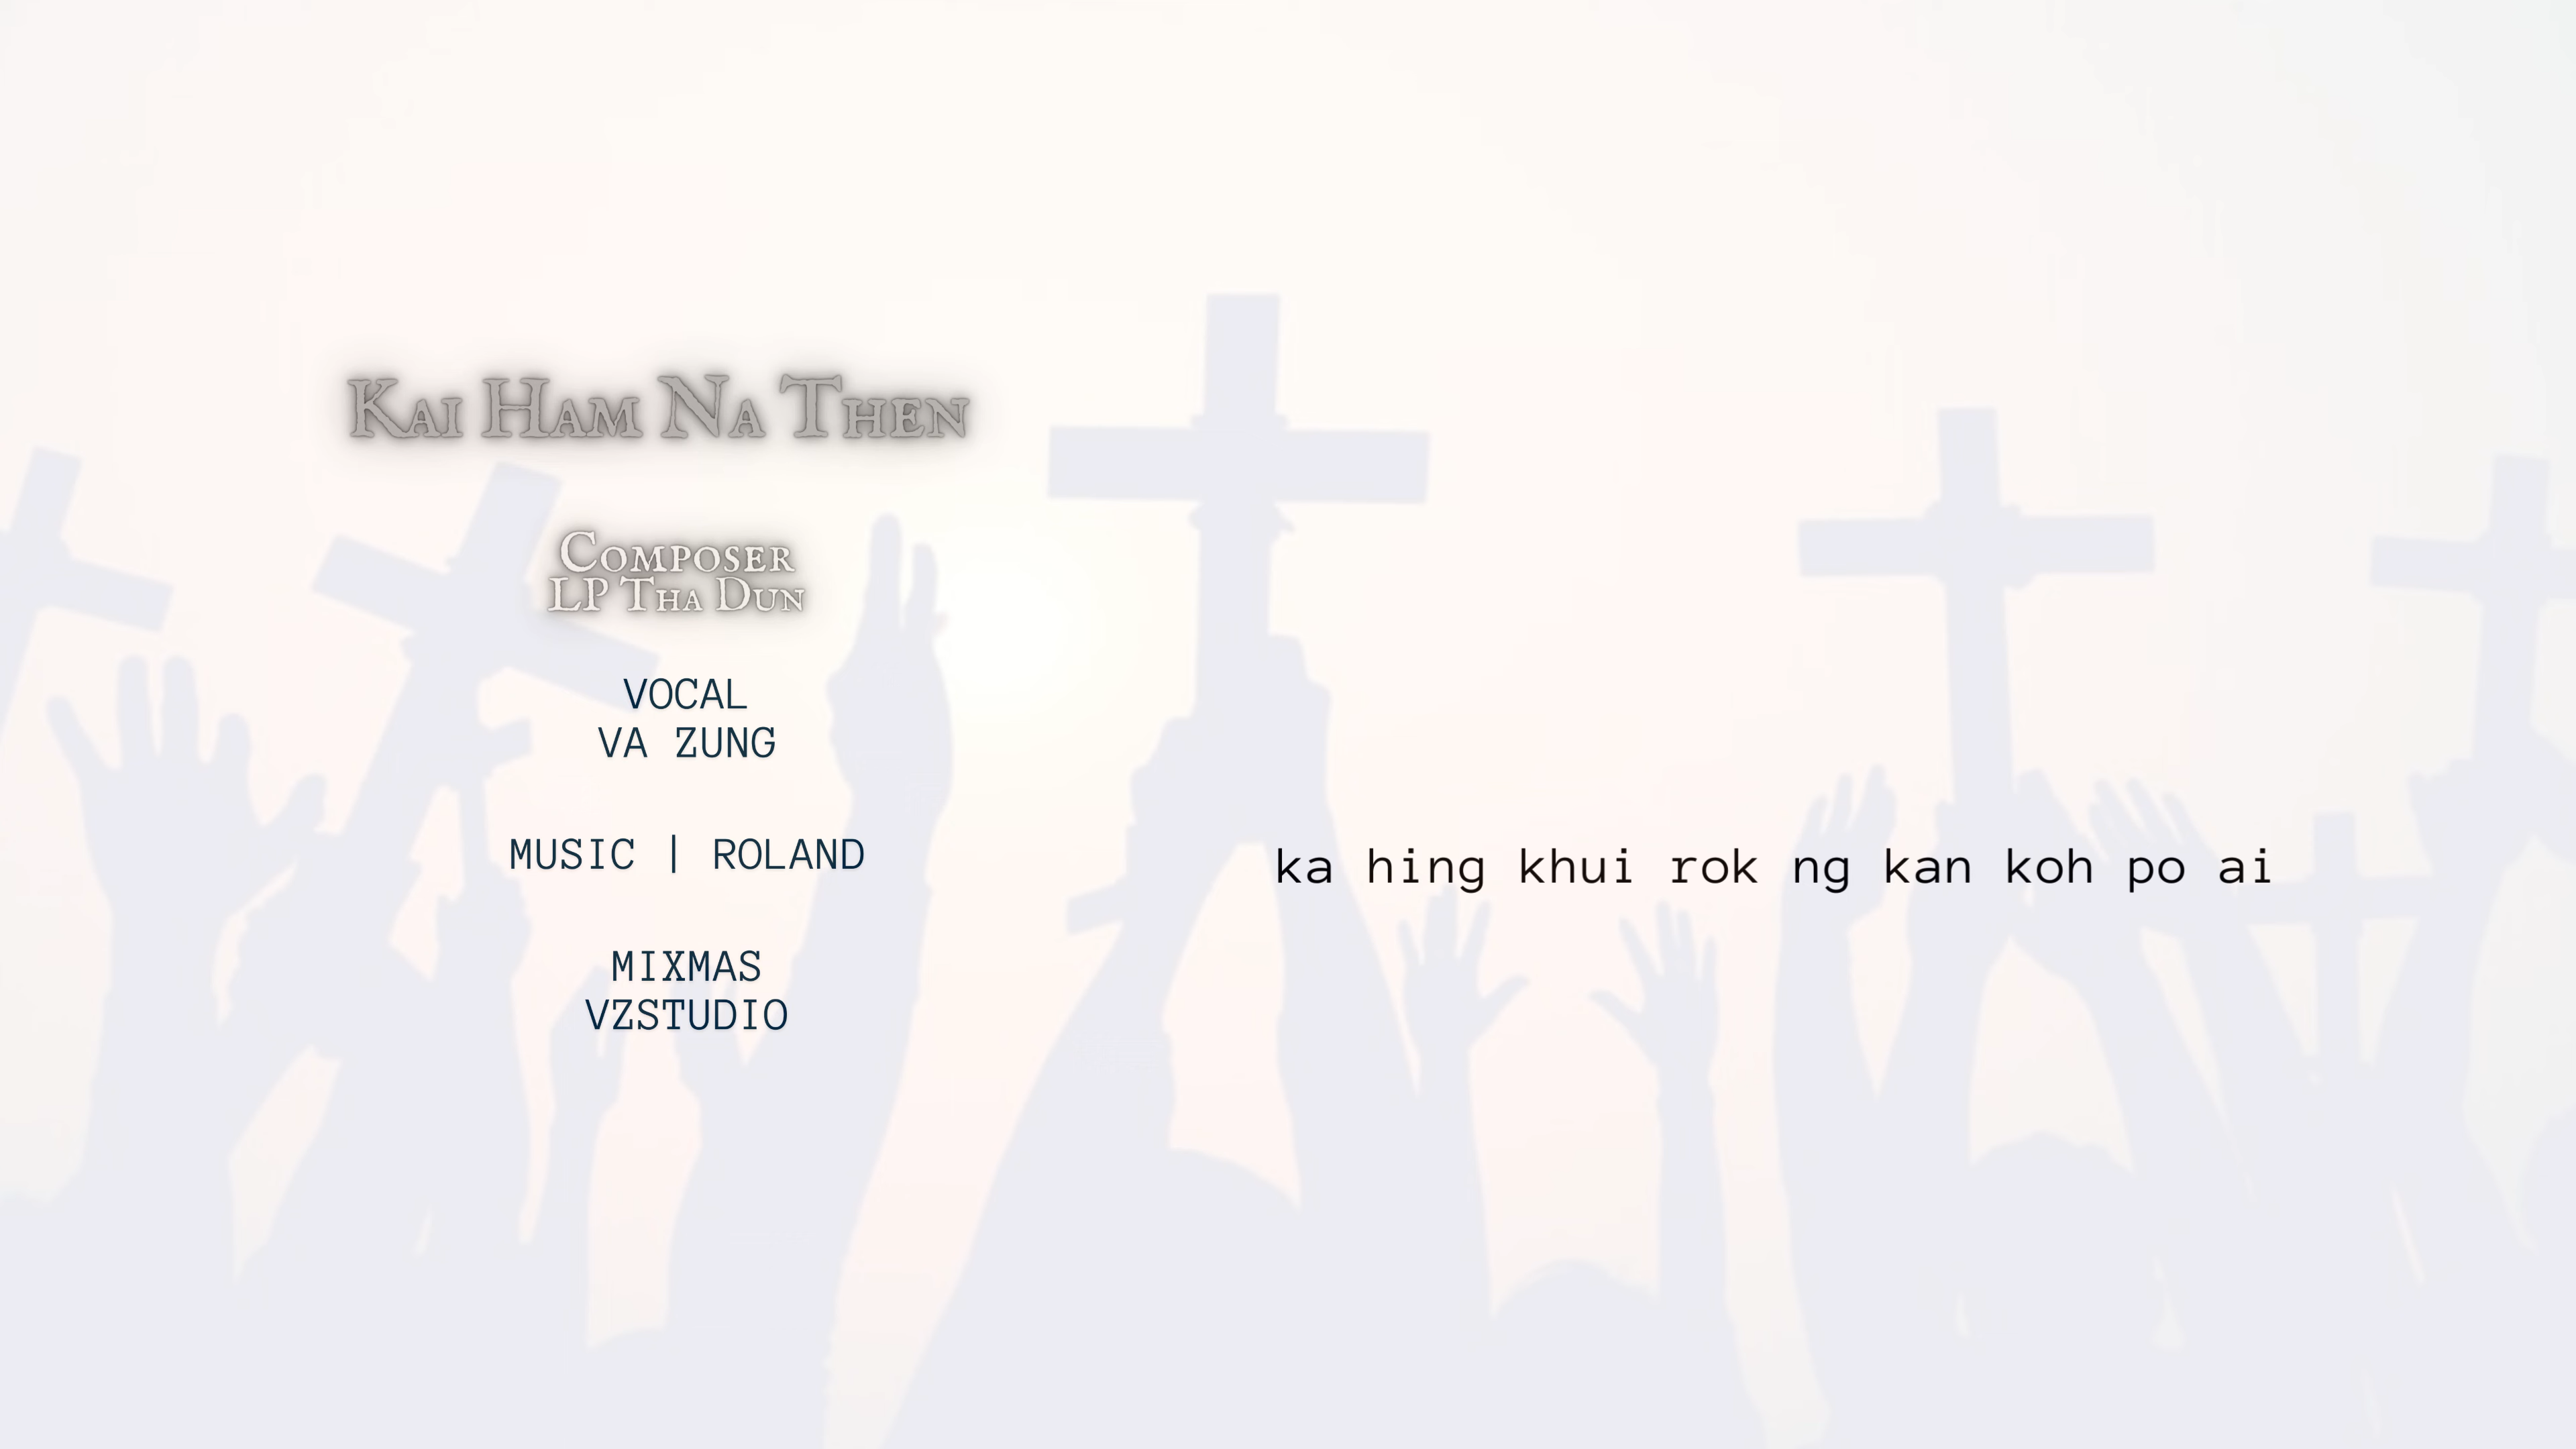 Kai Ham Na Then
Composer
LP Tha Dun
VOCAL
VA ZUNG
MUSIC | ROLAND
MIXMAS
VZSTUDIO
ka hing khui rok ng kan koh po ai